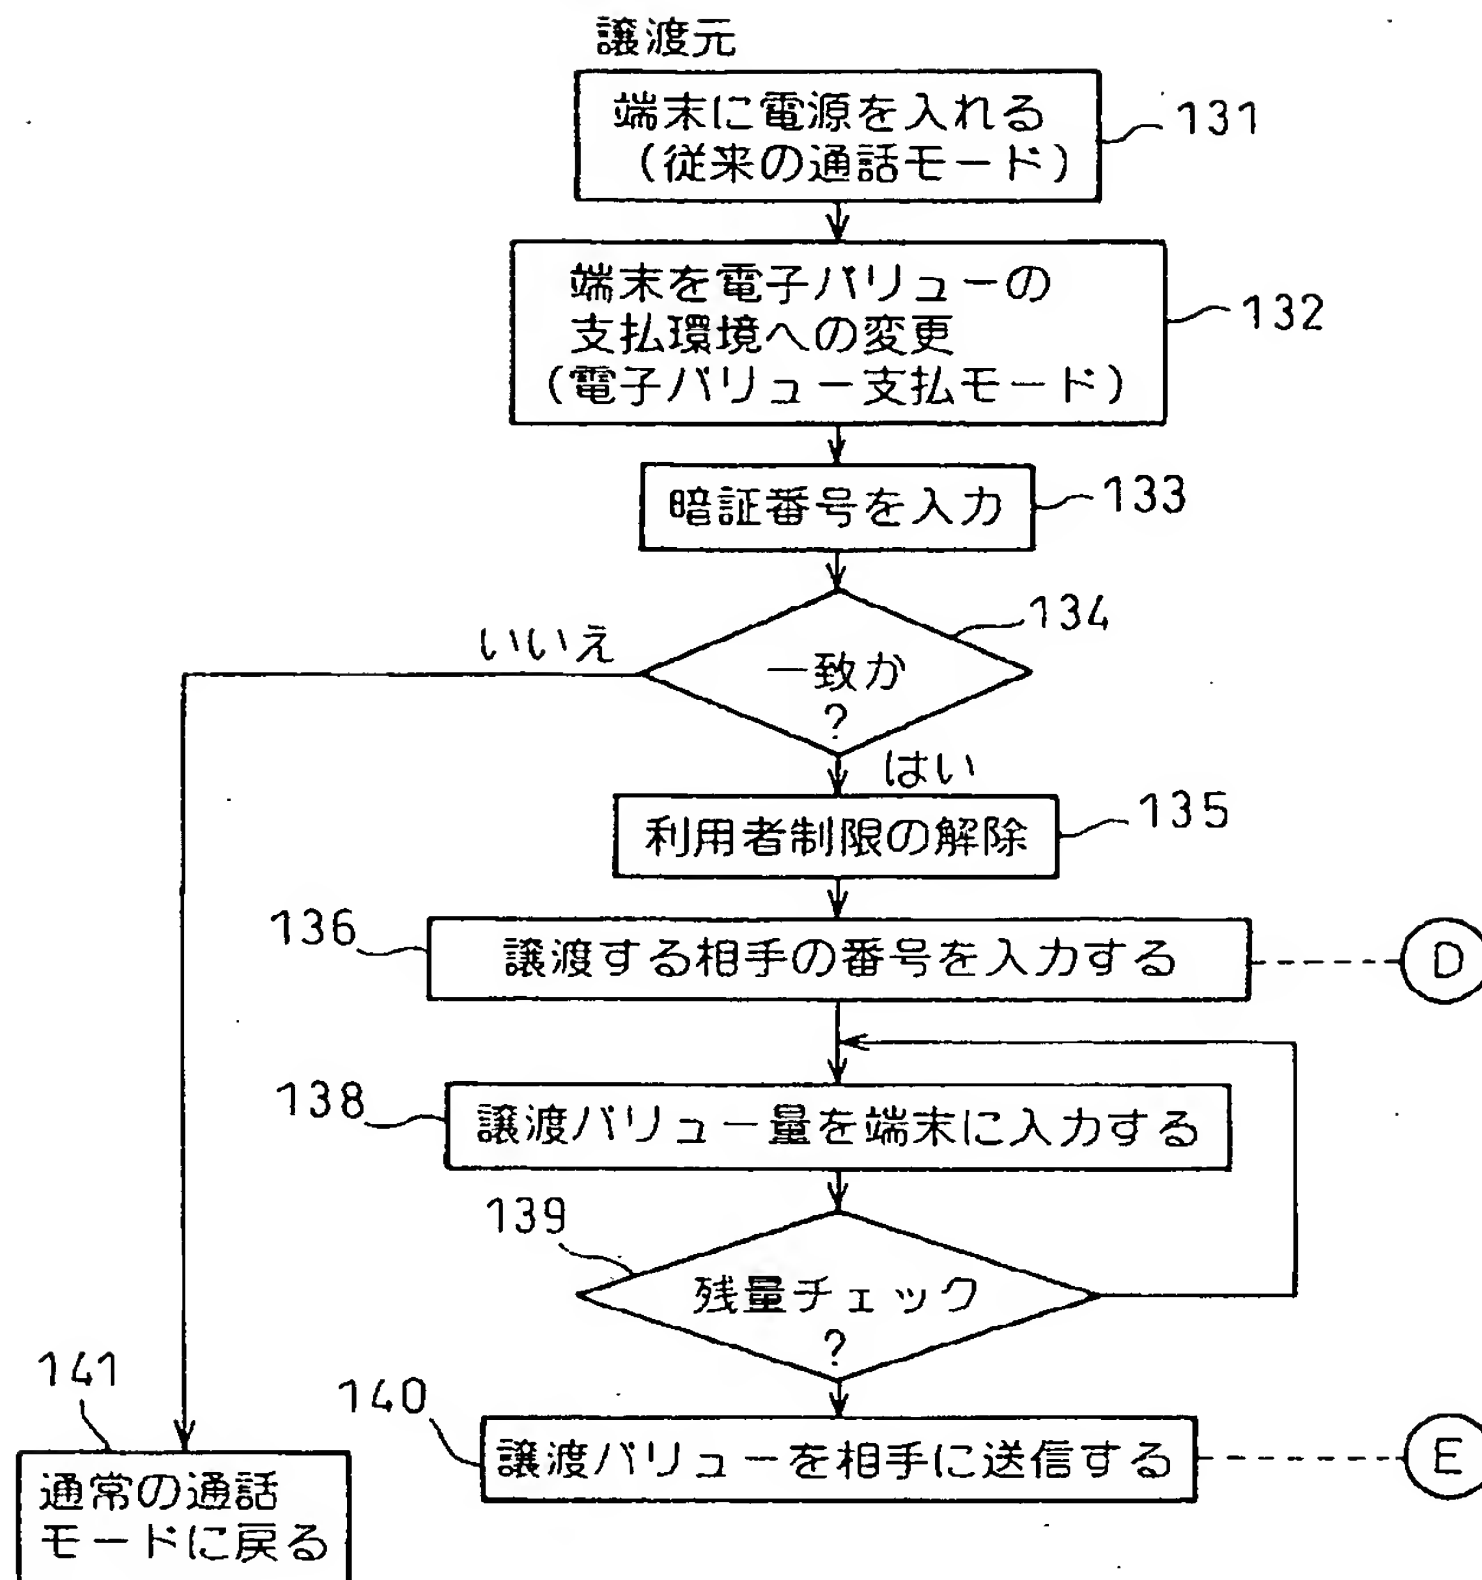 譲渡元
端末に電源を入れる
(従来の通話モード)
131
端末を電子バリューの
支払環境への変更
(電子バリュー支払モード)
132
暗証番号を入力
133
134
いいえ
一致か
?
はい
利用者制限の解除
135
136
譲渡する相手の番号を入力する
D
138
譲渡バリュー量を端末に入力する
139
残量チェック
?
140
譲渡バリューを相手に送信する
E
141
通常の通話
モードに戻る